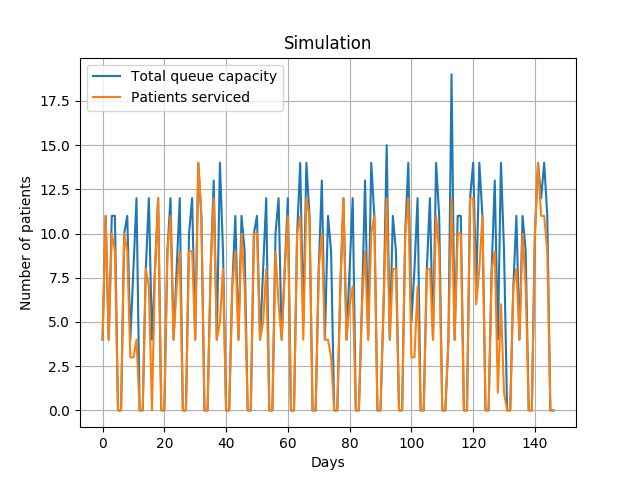 Simulation
Total queue capacity
Patients serviced
Number of patients
17.5
15.0
12.5
10.0
7.5
5.0
2.5
0.0
0 20 40 60 80 100 120 140
Days